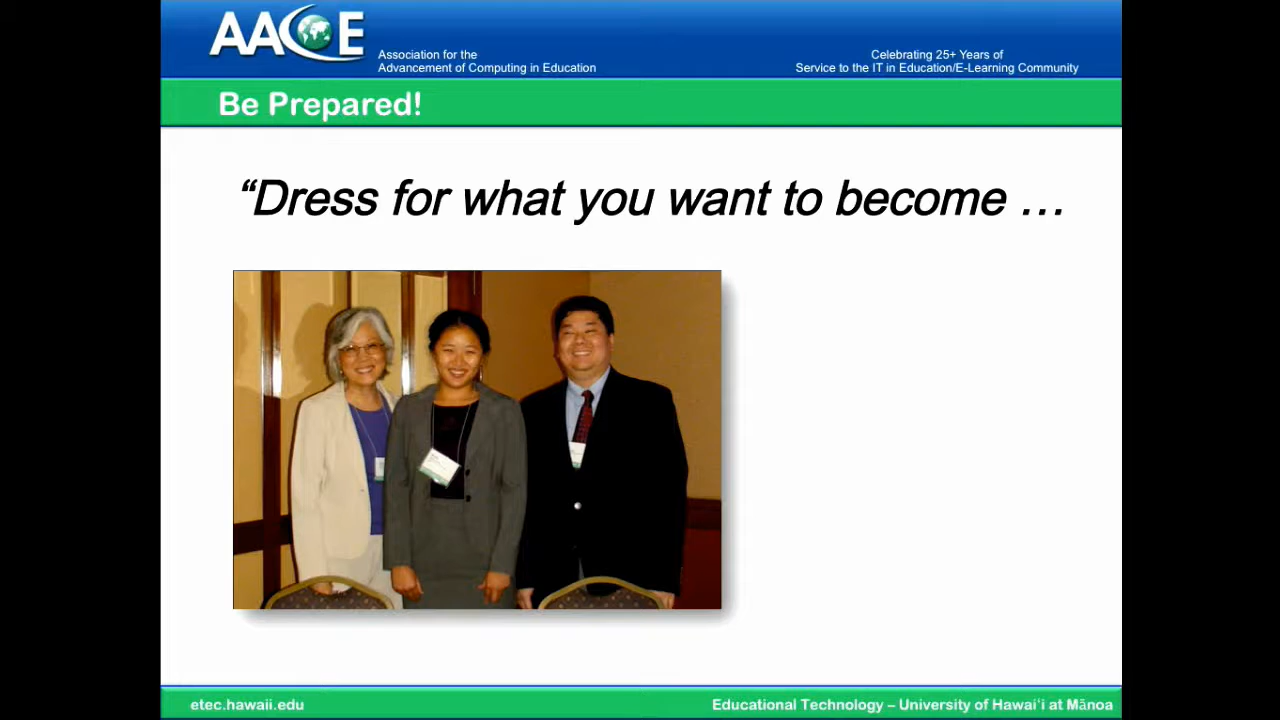 AACE
Association for the
Advancement of Computing in Education
Celebrating 25+ Years of
Service to the IT in Education/E-Learning Community
Be Prepared!
“Dress for what you want to become …
etec.hawaii.edu
Educational Technology – University of Hawai‘i at Mānoa